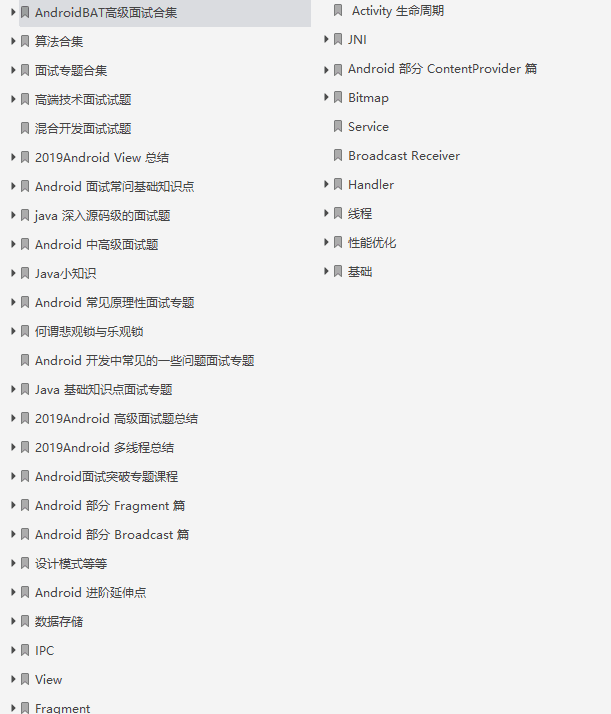 AndroidBAT高级面试合集
算法合集
面试专题合集
高端技术面试试题
混合开发面试试题
2019Android View 总结
Android 面试常问基础知识点
java 深入源码级的面试题
Android 中高级面试题
Java小知识
Android 常见原理性面试专题
何谓悲观锁与乐观锁
Android 开发中常见的一些问题面试专题
Java 基础知识点面试专题
2019Android 高级面试题总结
2019Android 多线程总结
Android面试突破专题课程
Android 部分 Fragment 篇
Android 部分 Broadcast 篇
设计模式等等
Android 进阶延伸点
数据存储
IPC
View
Fragment
Activity 生命周期
JNI
Android 部分 ContentProvider 篇
Bitmap
Service
Broadcast Receiver
Handler
线程
性能优化
基础